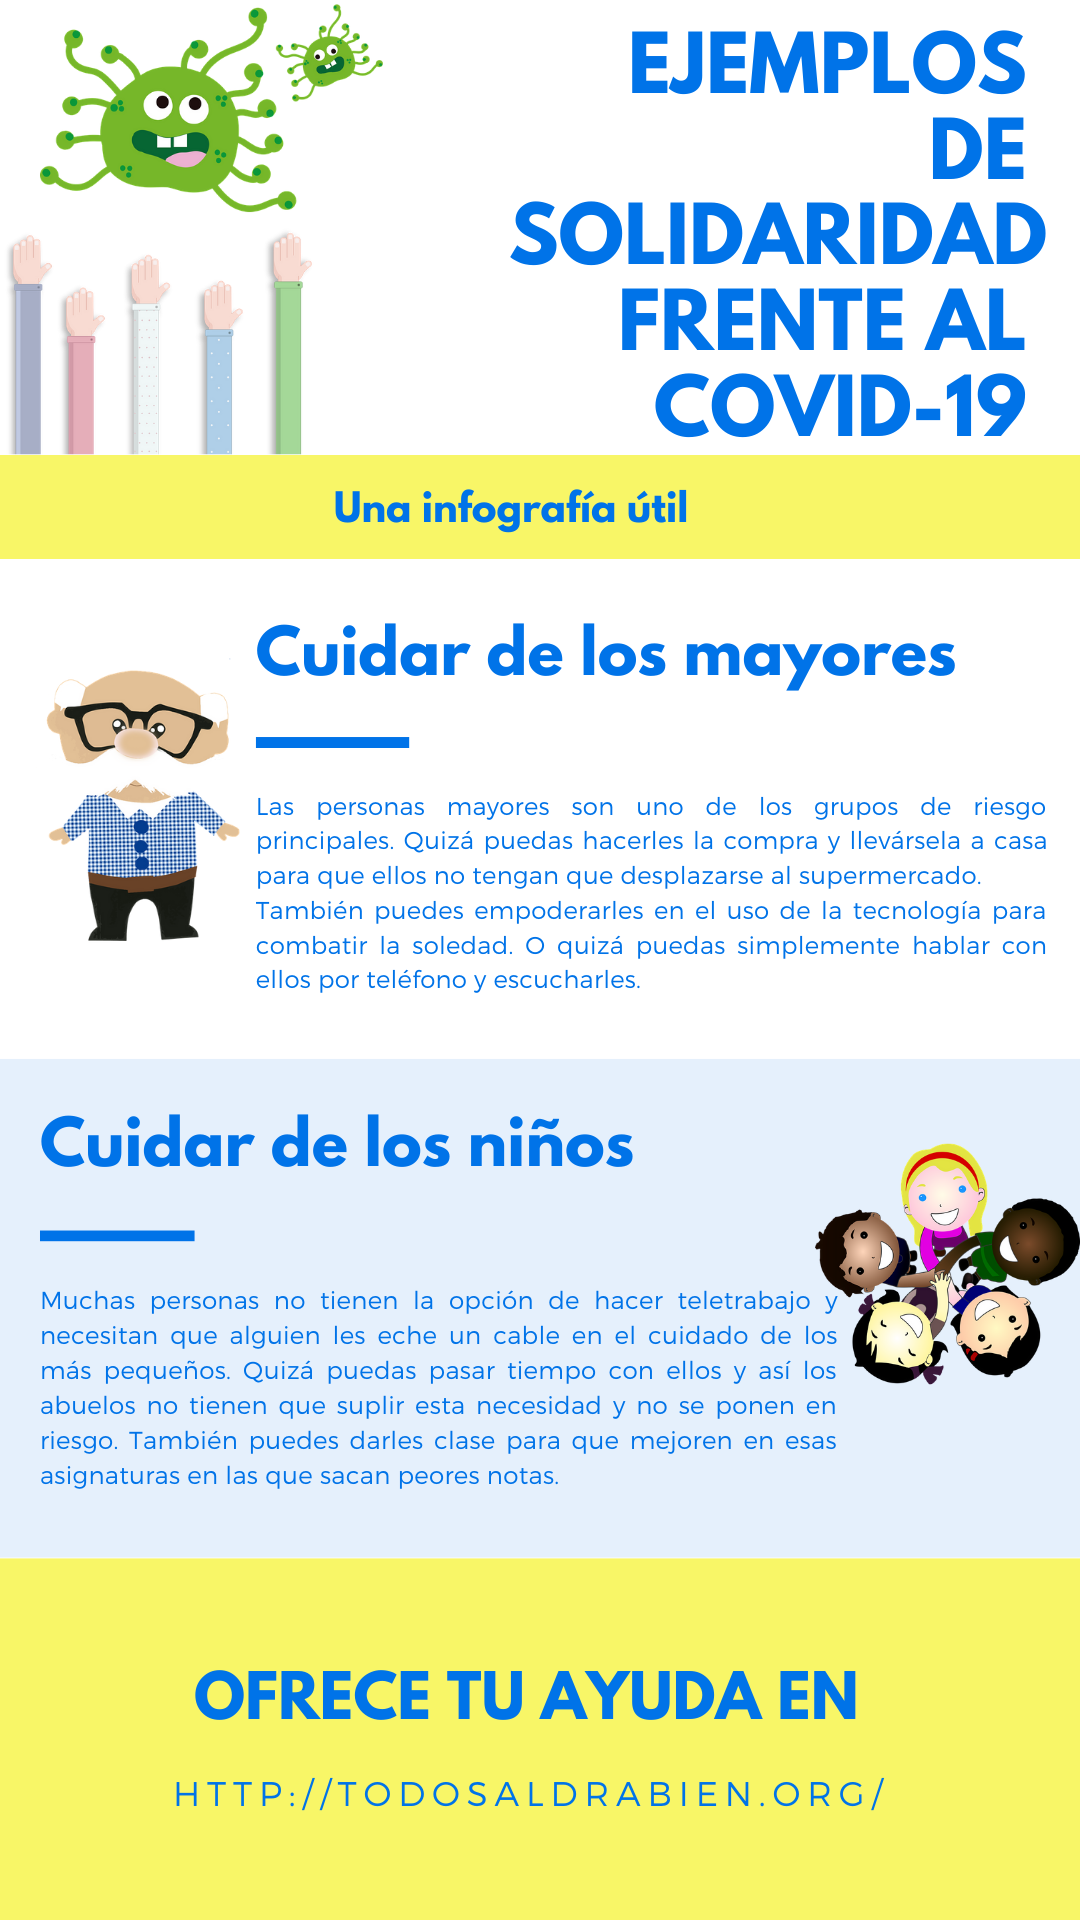 EJEMPLOS
DE
SOLIDARIDAD
FRENTE AL
COVID-19
Una infografía útil
Cuidar de los mayores
Las personas mayores son uno de los grupos de riesgo
principales. Quizá puedas hacerles la compra y llevársela a casa
para que ellos no tengan que desplazarse al supermercado.
También puedes empoderarles en el uso de la tecnología para
combatir la soledad. O quizá puedas simplemente hablar con
ellos por teléfono y escucharles.
Cuidar de los niños
Muchas personas no tienen la opción de hacer teletrabajo y
necesitan que alguien les eche un cable en el cuidado de los
más pequeños. Quizá puedas pasar tiempo con ellos y así los
abuelos no tienen que suplir esta necesidad y no se ponen en
riesgo. También puedes darles clase para que mejoren en esas
asignaturas en las que sacan peores notas.
OFRECE TU AYUDA EN
HTTP://TODOSALDRABIEN.ORG/